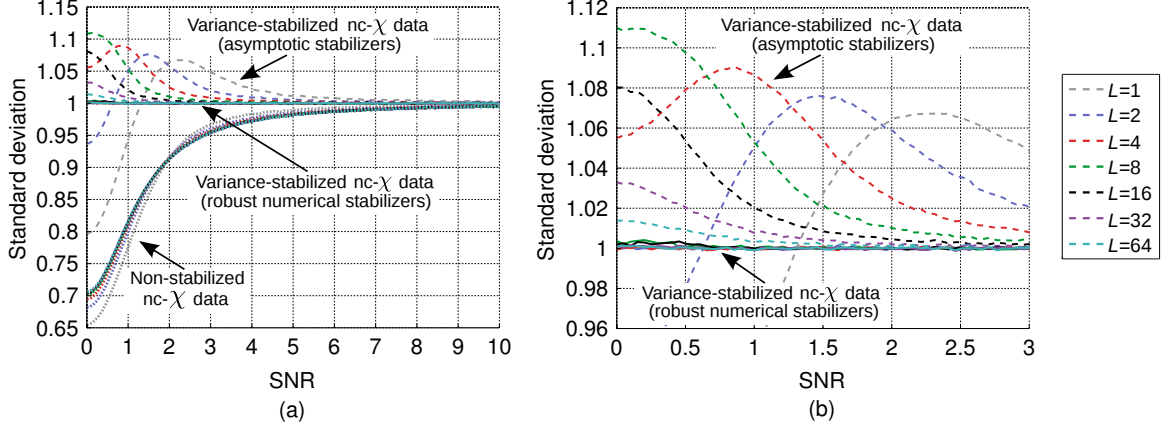 1.15
1.1
1.05
1
0.95
0.9
0.85
0.8
0.75
0.7
0.65
Standard deviation
Variance-stabilized nc-χ data
(asymptotic stabilizers)
Variance-stabilized nc-χ data
(robust numerical stabilizers)
Non-stabilized
nc-χ data
0 1 2 3 4 5 6 7 8 9 10
SNR
(a)
1.12
1.1
1.08
1.06
1.04
1.02
1
0.98
0.96
Standard deviation
Variance-stabilized nc-χ data
(asymptotic stabilizers)
Variance-stabilized nc-χ data
(robust numerical stabilizers)
0 0.5 1 1.5 2 2.5 3
SNR
(b)
L=1
L=2
L=4
L=8
L=16
L=32
L=64